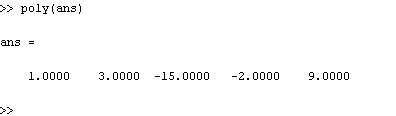 >> poly(ans)
ans =
1.0000 3.0000 -15.0000 -2.0000 9.0000
>>